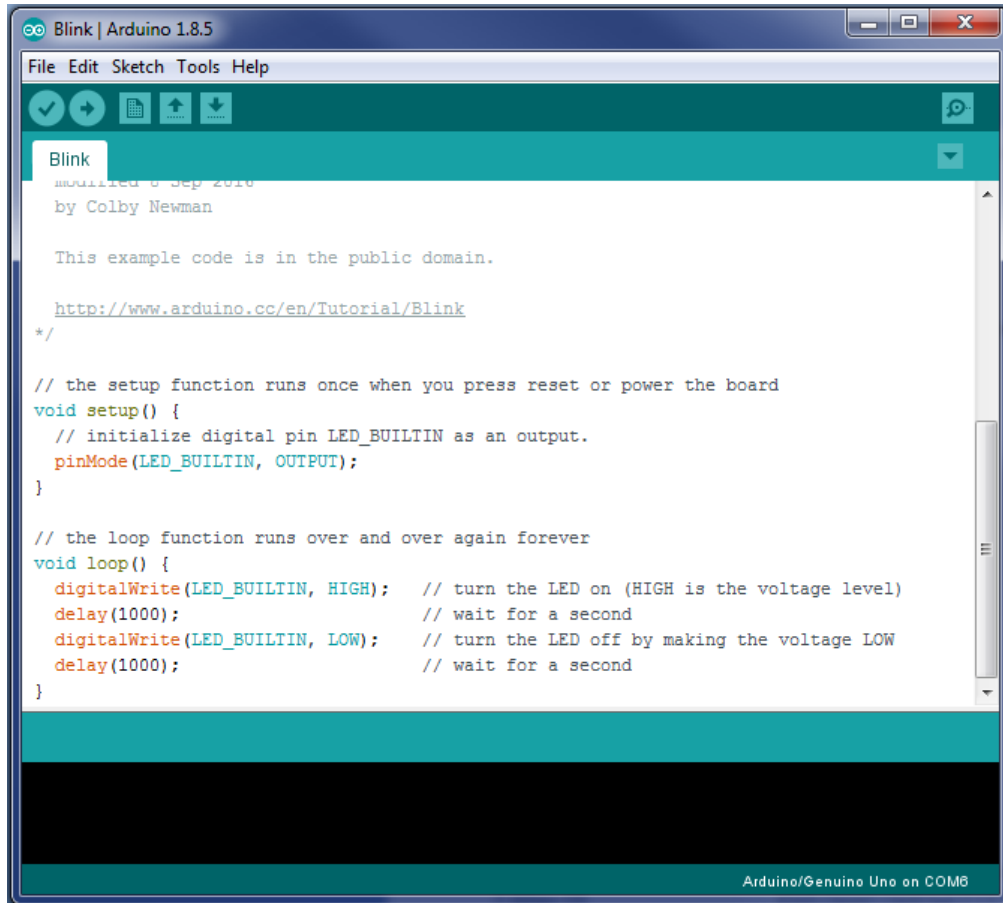 Blink | Arduino 1.8.5
File Edit Sketch Tools Help
Blink
modified 8 Sep 2016
by Colby Newman
This example code is in the public domain.
http://www.arduino.cc/en/Tutorial/Blink
*/
// the setup function runs once when you press reset or power the board
void setup() {
  // initialize digital pin LED_BUILTIN as an output.
  pinMode(LED_BUILTIN, OUTPUT);
}
// the loop function runs over and over again forever
void loop() {
  digitalWrite(LED_BUILTIN, HIGH);   // turn the LED on (HIGH is the voltage level)
  delay(1000);                       // wait for a second
  digitalWrite(LED_BUILTIN, LOW);    // turn the LED off by making the voltage LOW
  delay(1000);                       // wait for a second
}
Arduino/Genuino Uno on COM6